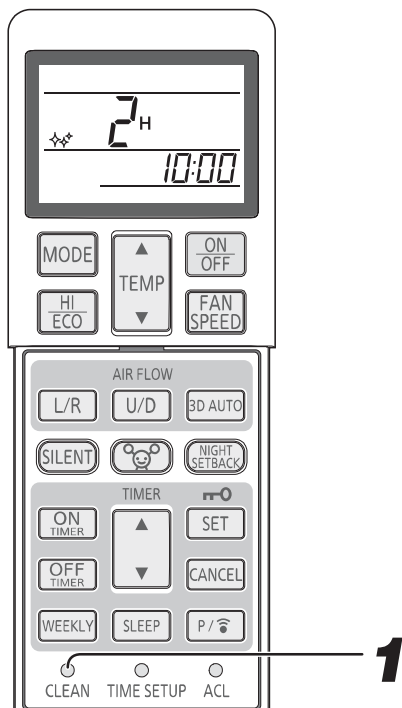 2H
10:00
MODE
TEMP
ON
OFF
HI
ECO
FAN
SPEED
AIR FLOW
L/R
U/D
3D AUTO
SILENT
NIGHT
SETBACK
TIMER
ON
TIMER
SET
OFF
TIMER
CANCEL
WEEKLY
SLEEP
P/
1
CLEAN
TIME SETUP
ACL